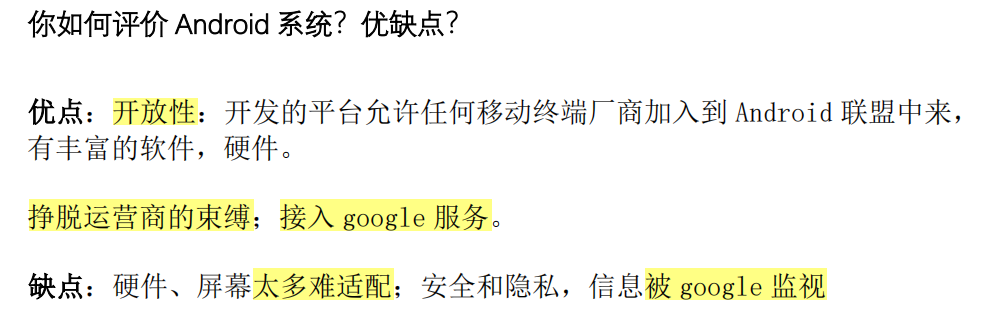 你如何评价 Android 系统？优缺点？
优点：开放性：开发的平台允许任何移动终端厂商加入到 Android 联盟中来，
有丰富的软件，硬件。
挣脱运营商的束缚；接入 google 服务。
缺点：硬件、屏幕太多难适配；安全和隐私，信息被 google 监视